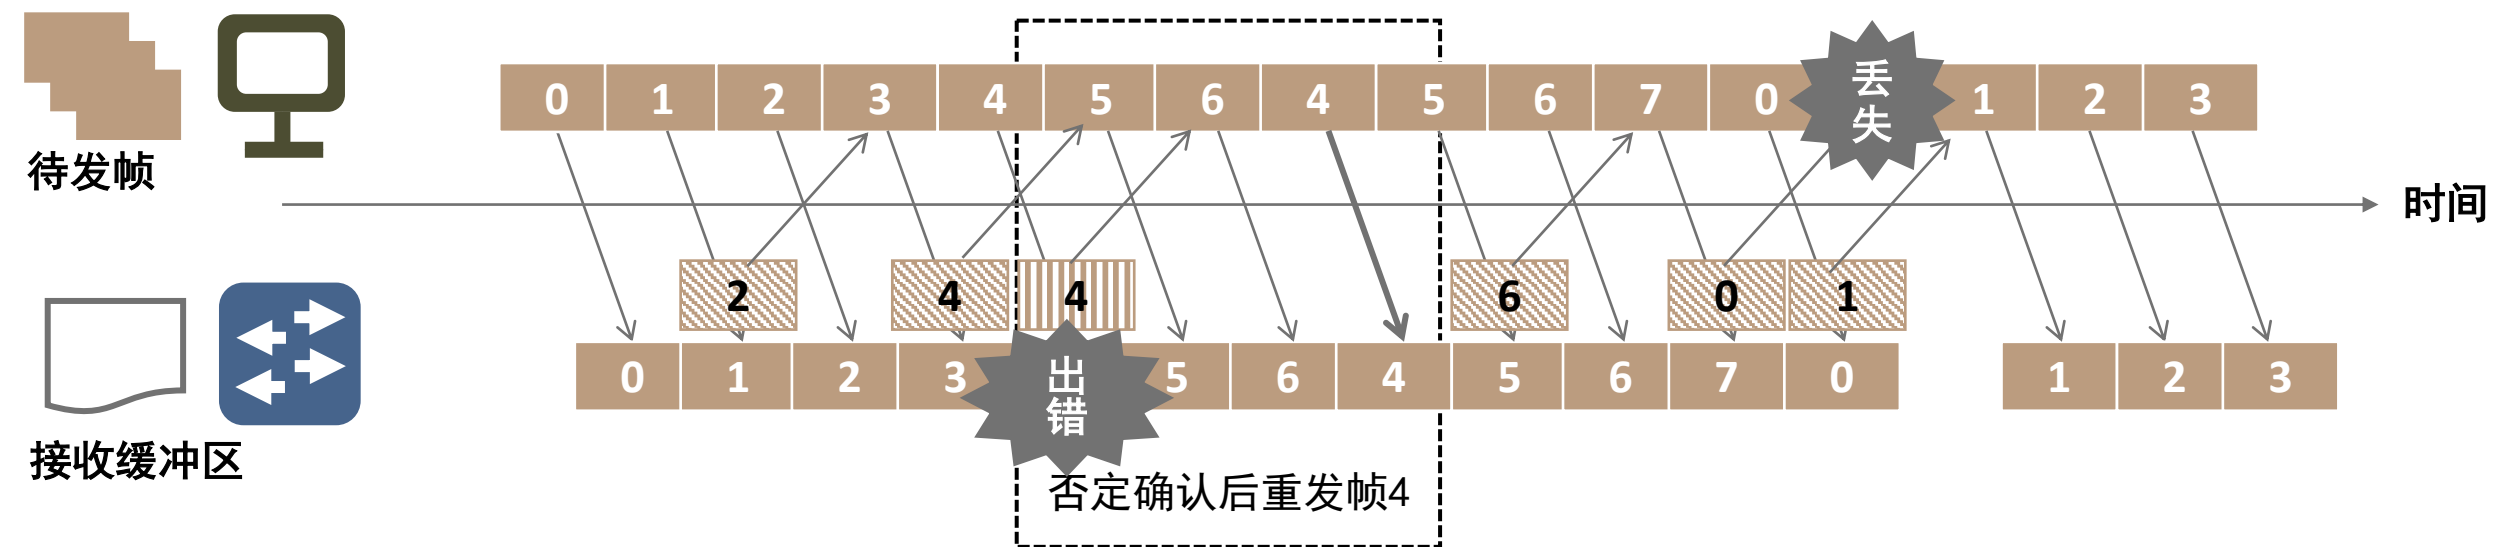 0 1 2 3 4 5 6 4 5 6 7 0 丢失 1 2 3
待发帧
时间
2 4 4 6 0 1
0 1 2 3 出错 5 6 4 5 6 7 0 1 2 3
接收缓冲区
否定确认后重发帧4